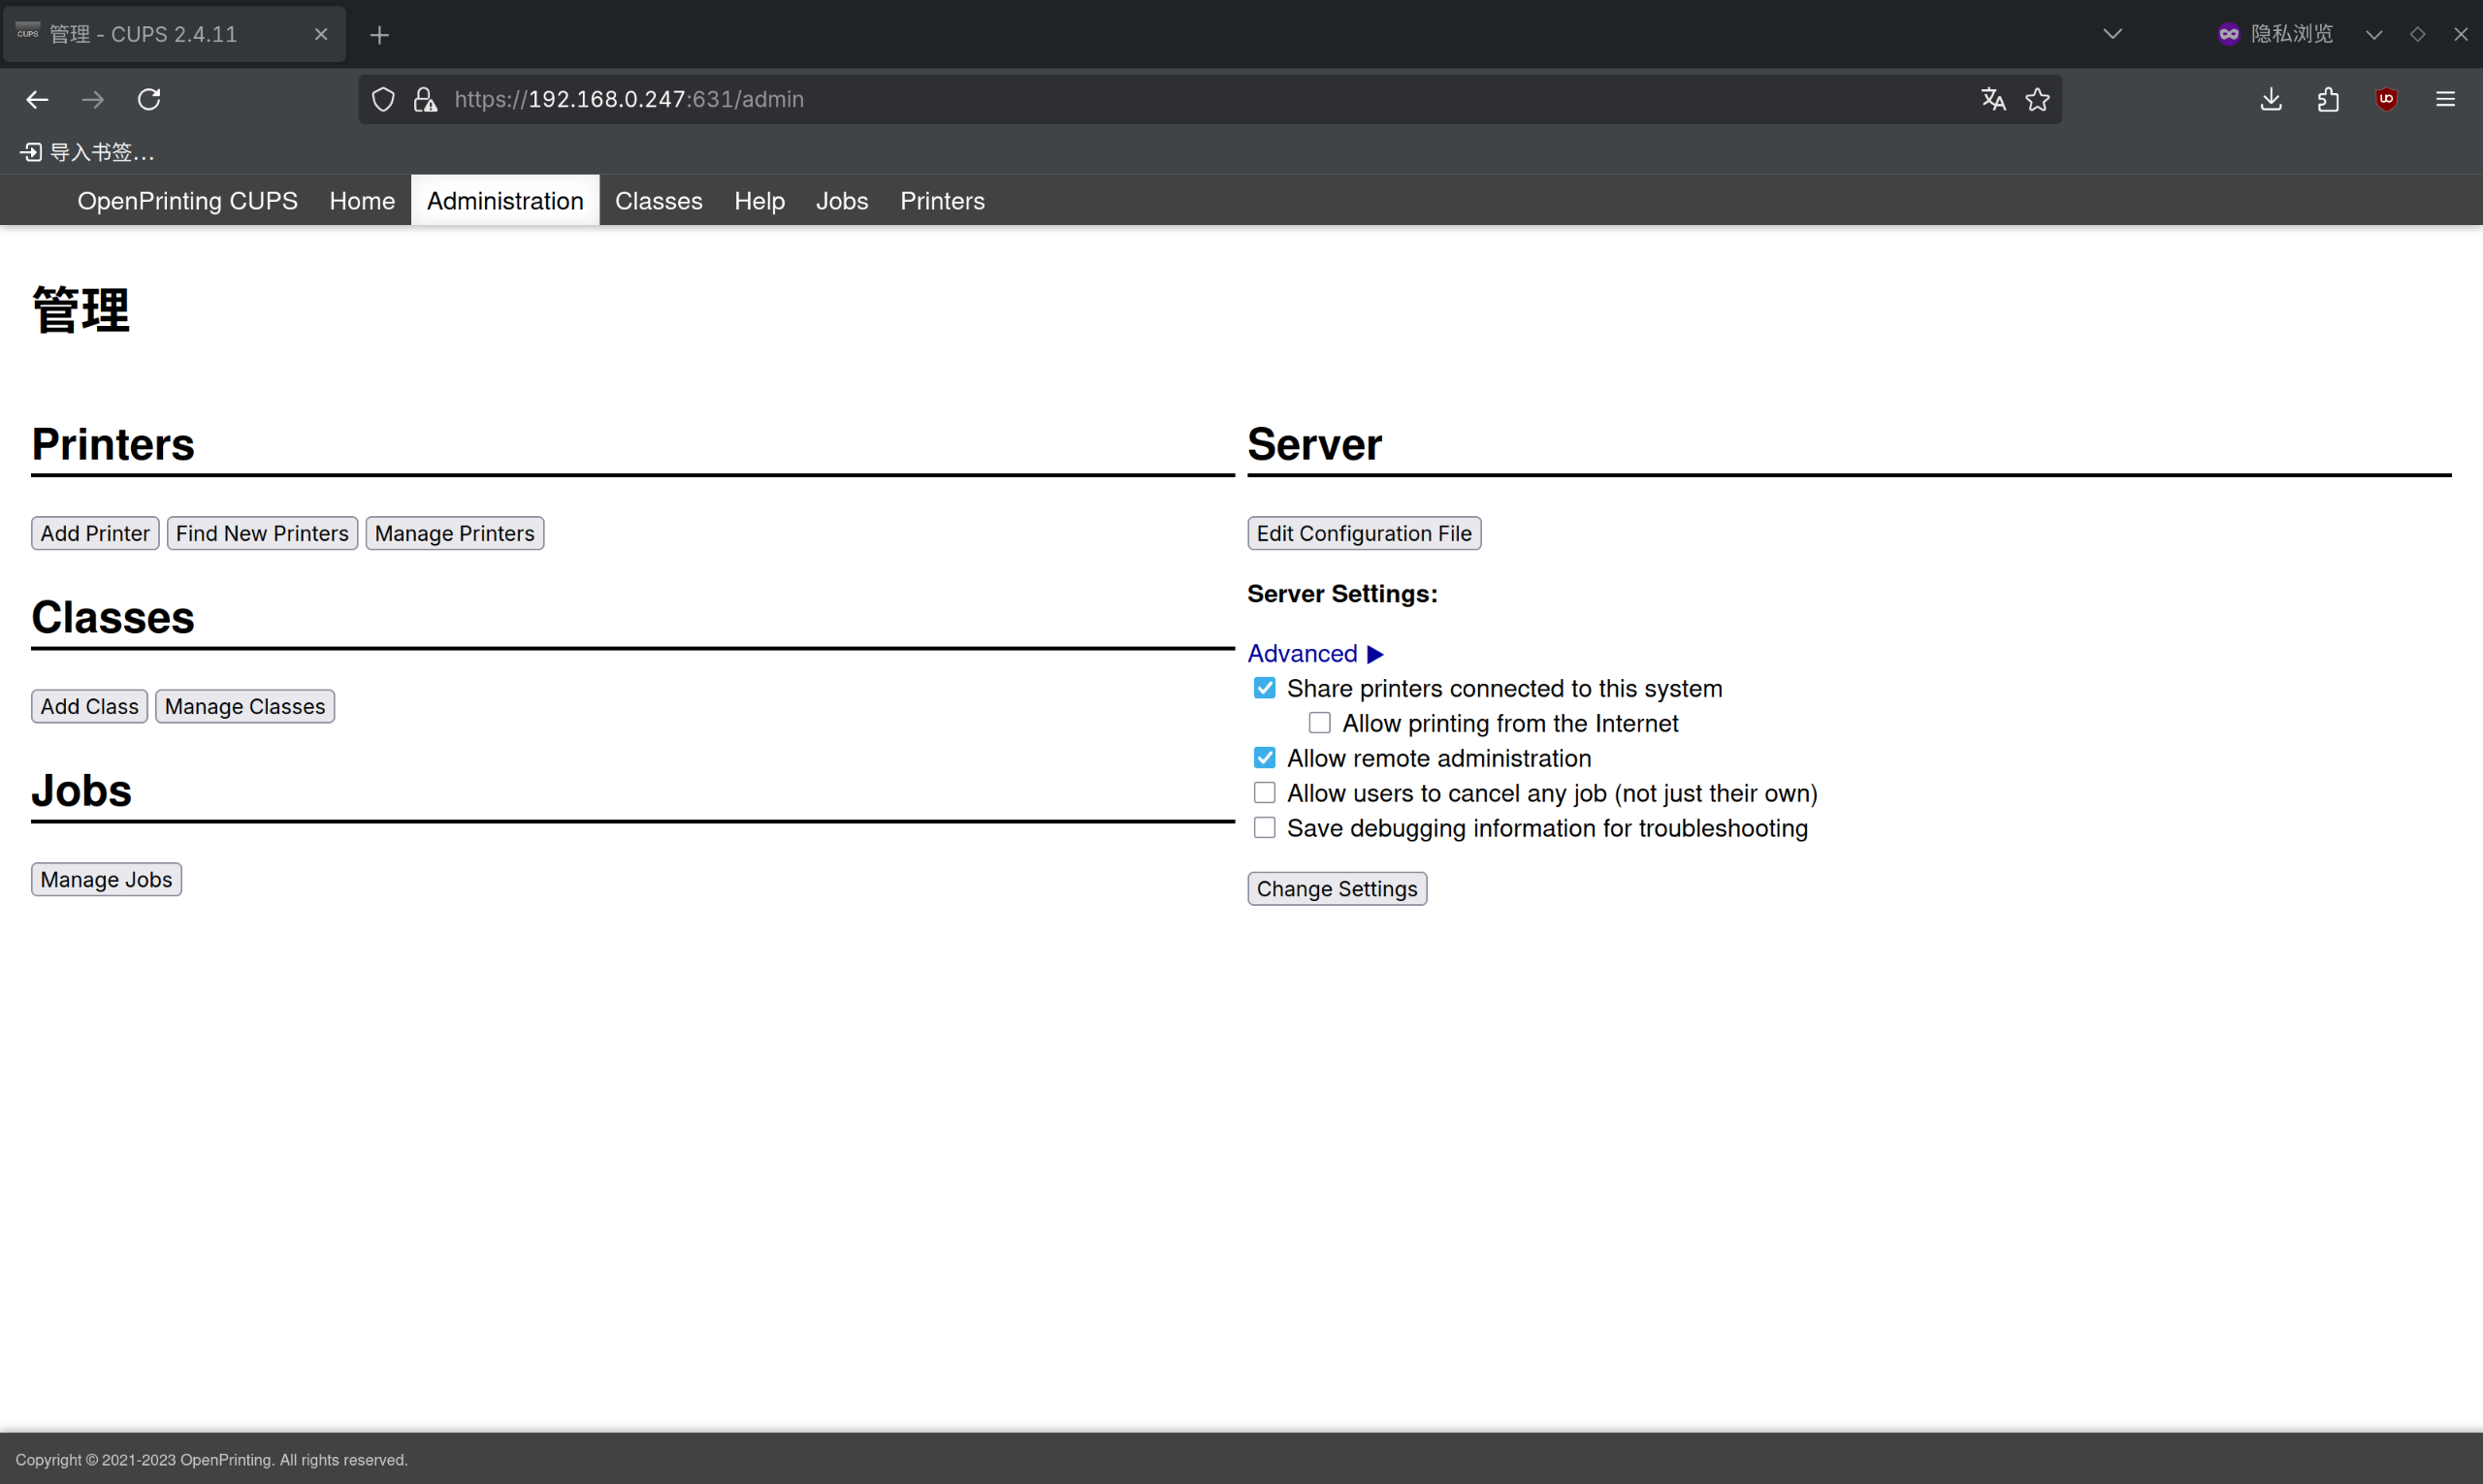 CUPS 管理 - CUPS 2.4.11
隐私浏览
https://192.168.0.247:631/admin
导入书签...
OpenPrinting CUPS Home Administration Classes Help Jobs Printers
管理
Printers
Add Printer Find New Printers Manage Printers
Classes
Add Class Manage Classes
Jobs
Manage Jobs
Server
Edit Configuration File
Server Settings:
Advanced ▶
Share printers connected to this system
Allow printing from the Internet
Allow remote administration
Allow users to cancel any job (not just their own)
Save debugging information for troubleshooting
Change Settings
Copyright © 2021-2023 OpenPrinting. All rights reserved.